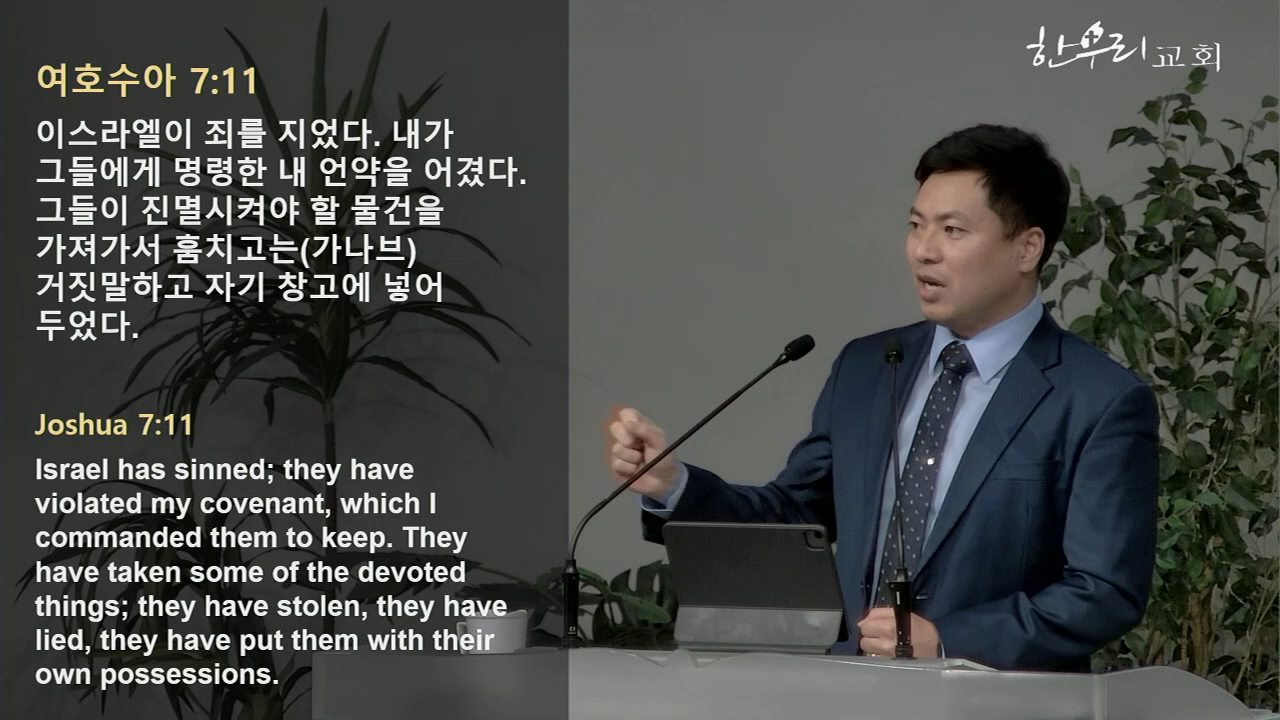 여호수아 7:11
이스라엘이 죄를 지었다. 내가
그들에게 명령한 내 언약을 어겼다.
그들이 진멸시켜야 할 물건을
가져가서 훔치고는(가나브)
거짓말하고 자기 창고에 넣어
두었다.
Joshua 7:11
Israel has sinned; they have
violated my covenant, which I
commanded them to keep. They
have taken some of the devoted
things; they have stolen, they have
lied, they have put them with their
own possessions.
한우리교회